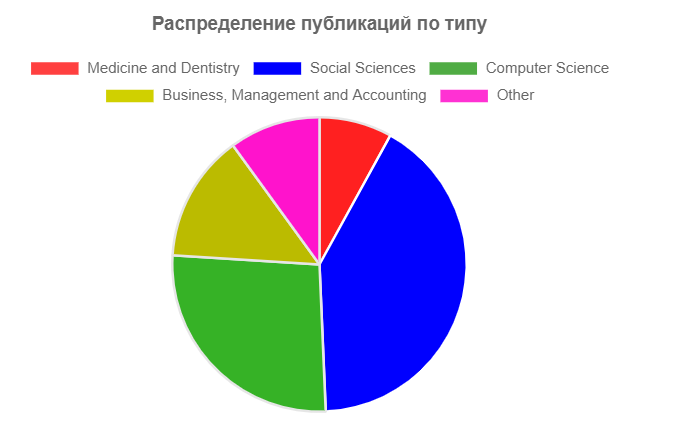 Распределение публикаций по типу
Medicine and Dentistry Social Sciences Computer Science
Business, Management and Accounting Other